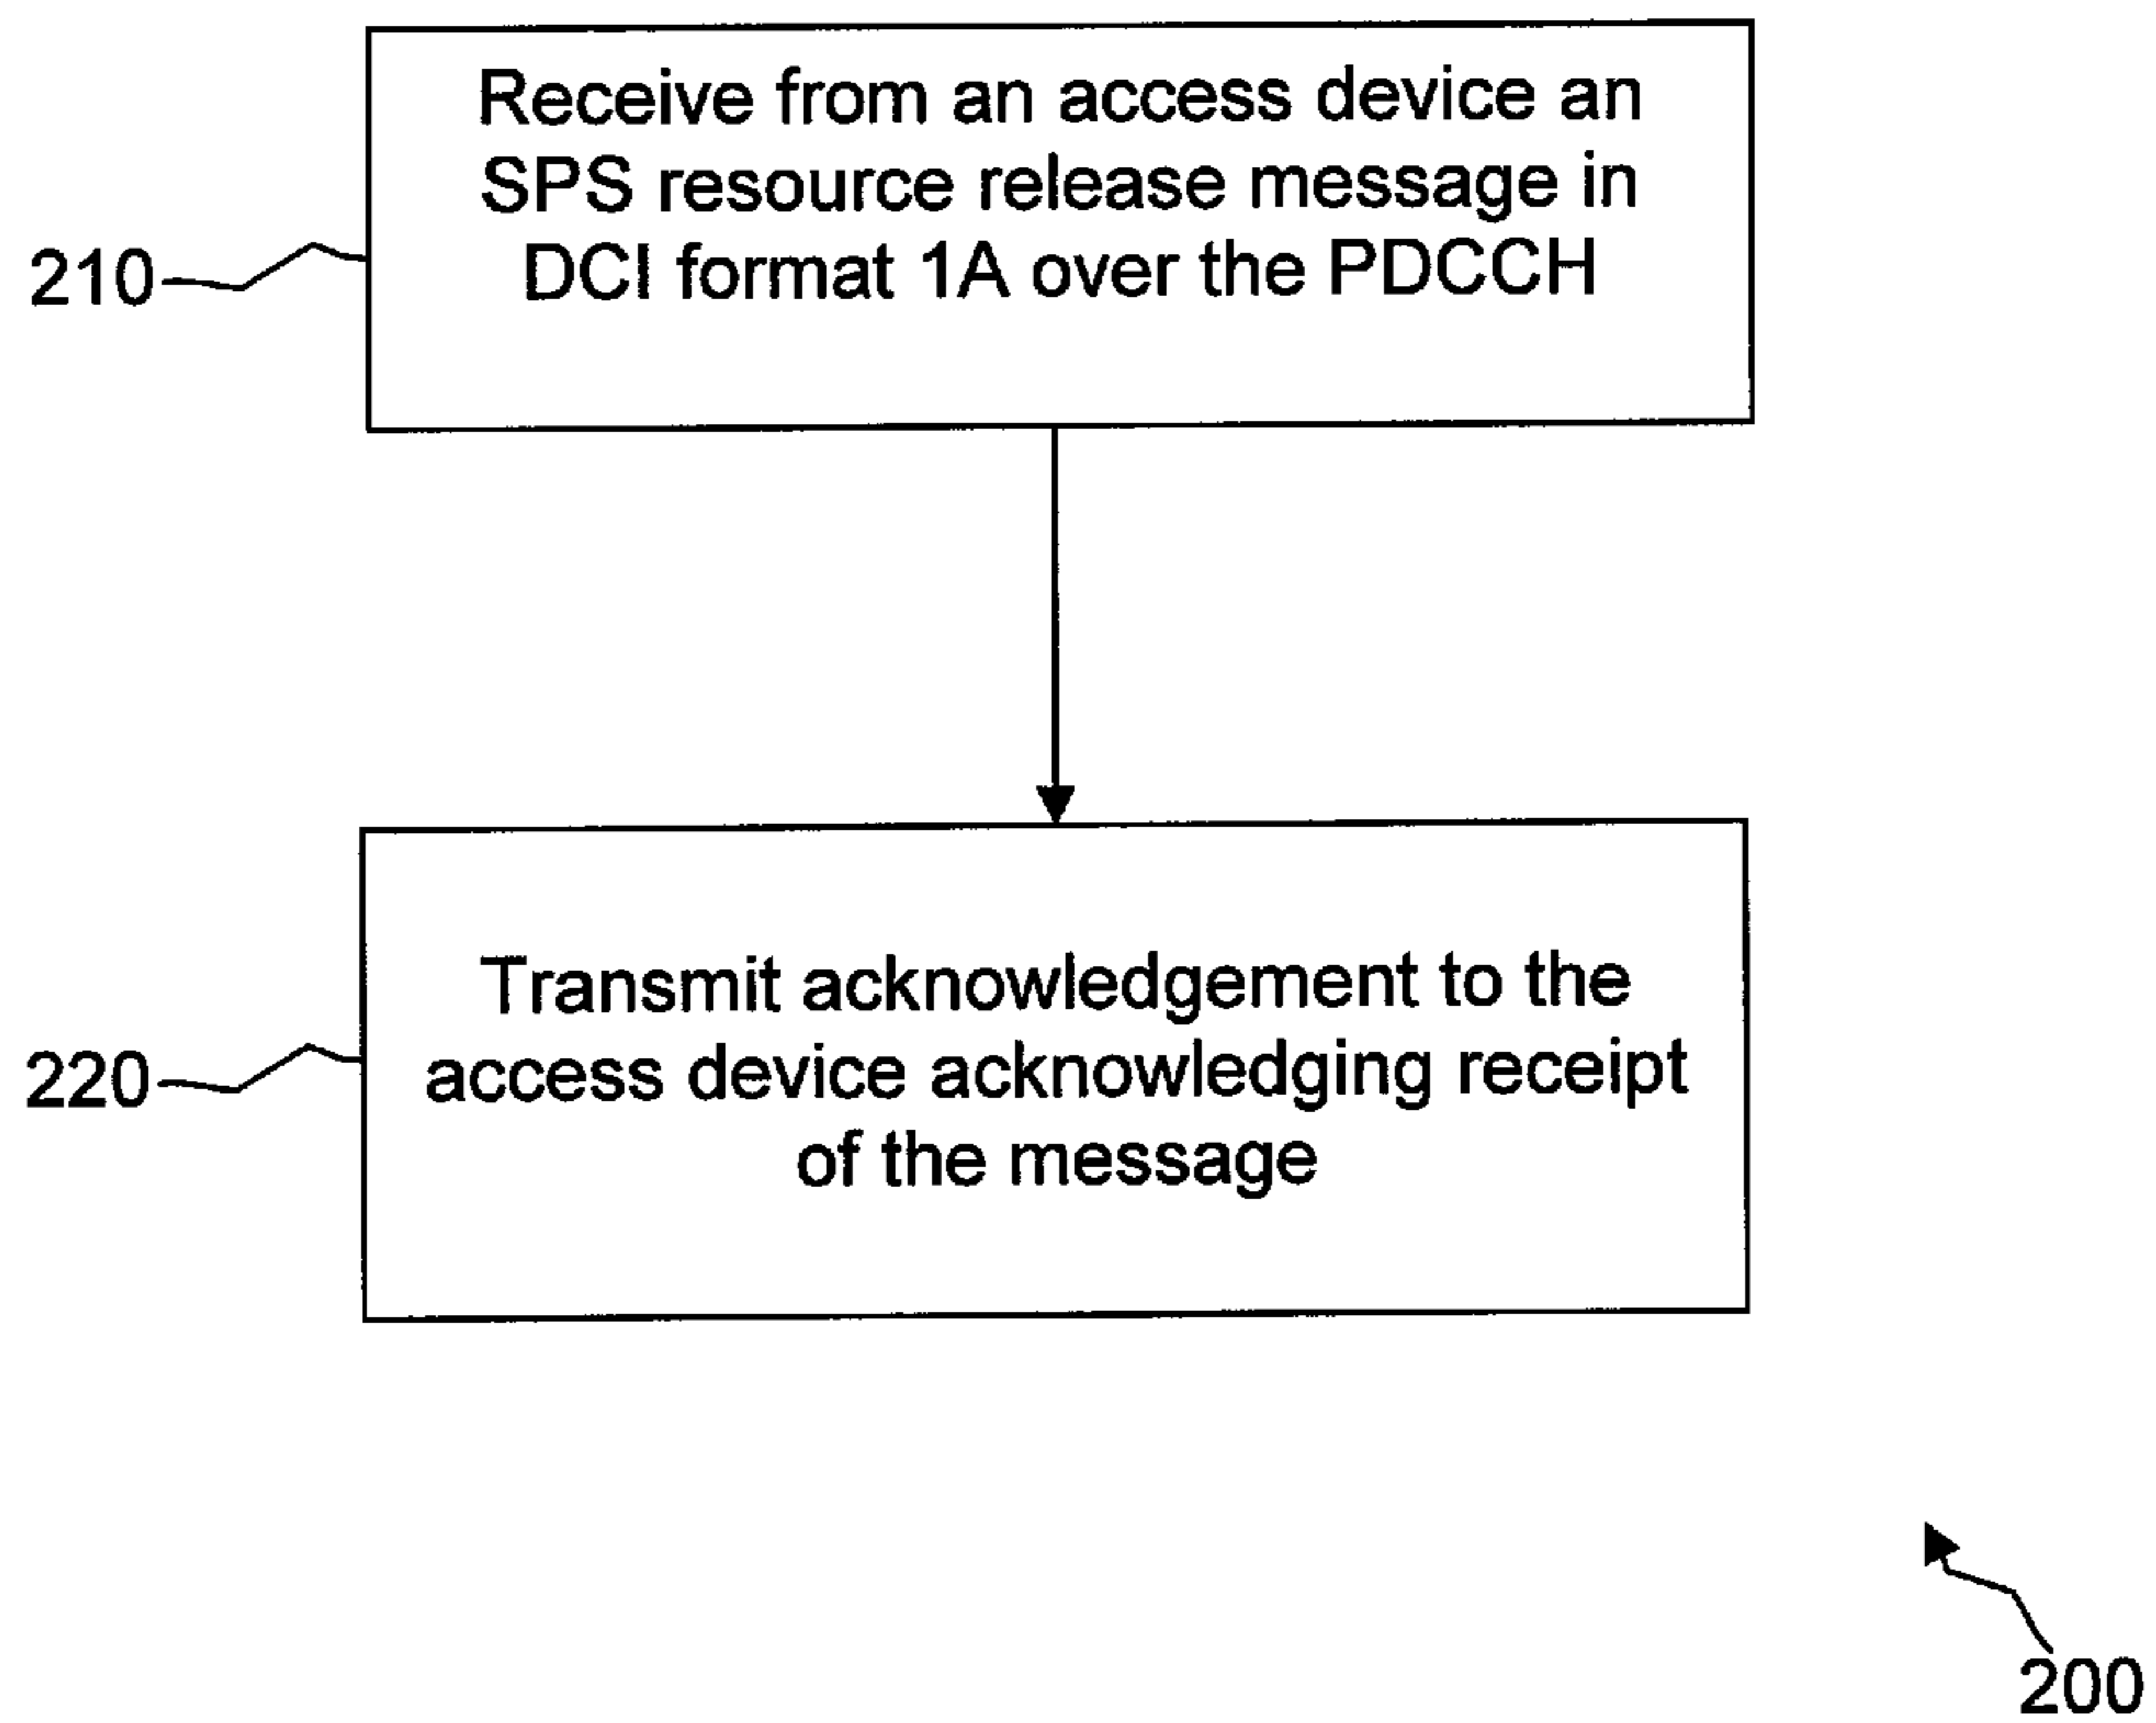 Receive from an access device an
SPS resource release message in
DCI format 1A over the PDCCH
210
Transmit acknowledgement to the
access device acknowledging receipt
of the message
220
200